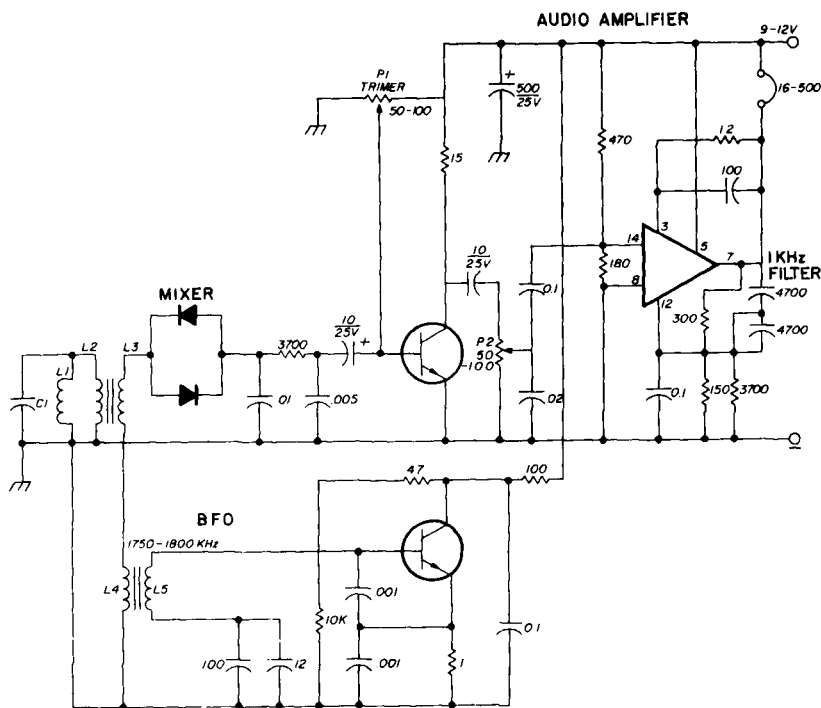 AUDIO AMPLIFIER
9-12V
P1
TRIMER
50-100
+
500
25V
16-500
12
100
470
15
3
14
5
7
8
12
180
1 KHz
FILTER
4700
4700
10
25V
0.1
P2
50
-100
.02
300
0.1
150
3700
MIXER
L1
L2
L3
C1
10
25V
+
3700
.01
.005
BFO
1750-1800 KHz
L4
L5
100
12
47
100
10K
.001
.001
1
0.1